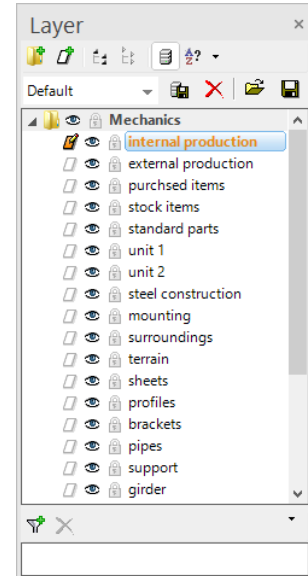 Layer
Default
Mechanics
internal production
external production
purchsed items
stock items
standard parts
unit 1
unit 2
steel construction
mounting
surroundings
terrain
sheets
profiles
brackets
pipes
support
girder